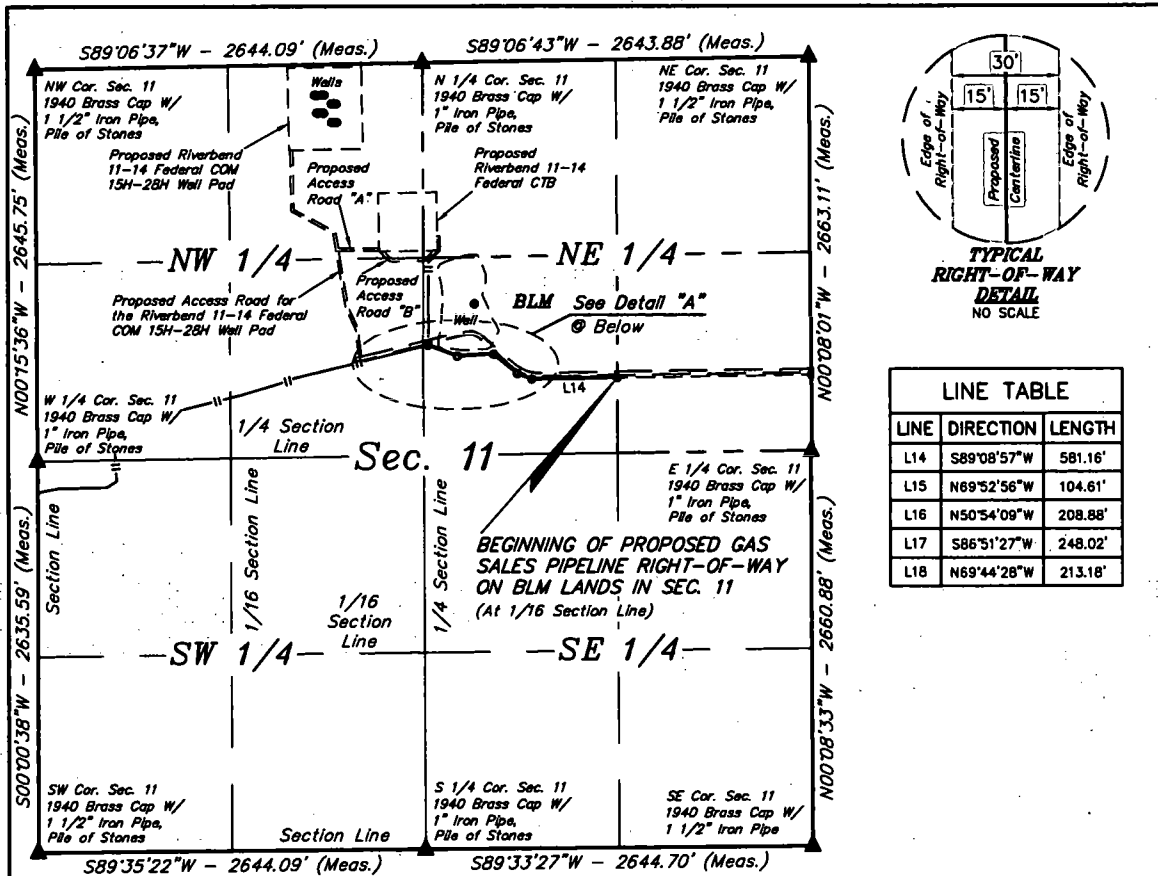 S89°06'37"W - 2644.09' (Meas.)
S89°06'43"W - 2643.88' (Meas.)
NW Cor. Sec. 11
1940 Brass Cap W/
1 1/2" Iron Pipe,
Pile of Stones
Wells
N 1/4 Cor. Sec. 11
1940 Brass Cap W/
1" Iron Pipe,
Pile of Stones
NE Cor. Sec. 11
1940 Brass Cap W/
1 1/2" Iron Pipe,
Pile of Stones
Proposed Riverbend
11-14 Federal COM
15H-28H Well Pad
Proposed
Access
Road "A"
Proposed
Riverbend 11-14
Federal CTB
N00°15'36"W - 2645.75' (Meas.)
N00°08'01"W - 2663.11' (Meas.)
NW 1/4
NE 1/4
Proposed Access Road for
the Riverbend 11-14 Federal
COM 15H-28H Well Pad
Proposed
Access
Road "B"
Well
BLM
See Detail "A"
@ Below
L14
W 1/4 Cor. Sec. 11
1940 Brass Cap W/
1" Iron Pipe,
Pile of Stones
1/4 Section
Line
Sec. 11
E 1/4 Cor. Sec. 11
1940 Brass Cap W/
1" Iron Pipe,
Pile of Stones
Section Line
1/16 Section Line
1/4 Section Line
BEGINNING OF PROPOSED GAS
SALES PIPELINE RIGHT-OF-WAY
ON BLM LANDS IN SEC. 11
(At 1/16 Section Line)
1/16
Section
Line
SW 1/4
SE 1/4
S00°00'38"W - 2635.59' (Meas.)
N00°08'33"W - 2660.88' (Meas.)
SW Cor. Sec. 11
1940 Brass Cap W/
1 1/2" Iron Pipe,
Pile of Stones
Section Line
S 1/4 Cor. Sec. 11
1940 Brass Cap W/
1" Iron Pipe,
Pile of Stones
SE Cor. Sec. 11
1940 Brass Cap W/
1 1/2" Iron Pipe
S89°35'22"W - 2644.09' (Meas.)
S89°33'27"W - 2644.70' (Meas.)
30'
15' 15'
Edge of
Right-of-Way
Proposed
Centerline
Edge of
Right-of-Way
TYPICAL
RIGHT-OF-WAY
DETAIL
NO SCALE
LINE TABLE
LINE DIRECTION LENGTH
L14 S89°08'57"W 581.16'
L15 N69°52'56"W 104.61'
L16 N50°54'09"W 208.88'
L17 S86°51'27"W 248.02'
L18 N69°44'28"W 213.18'